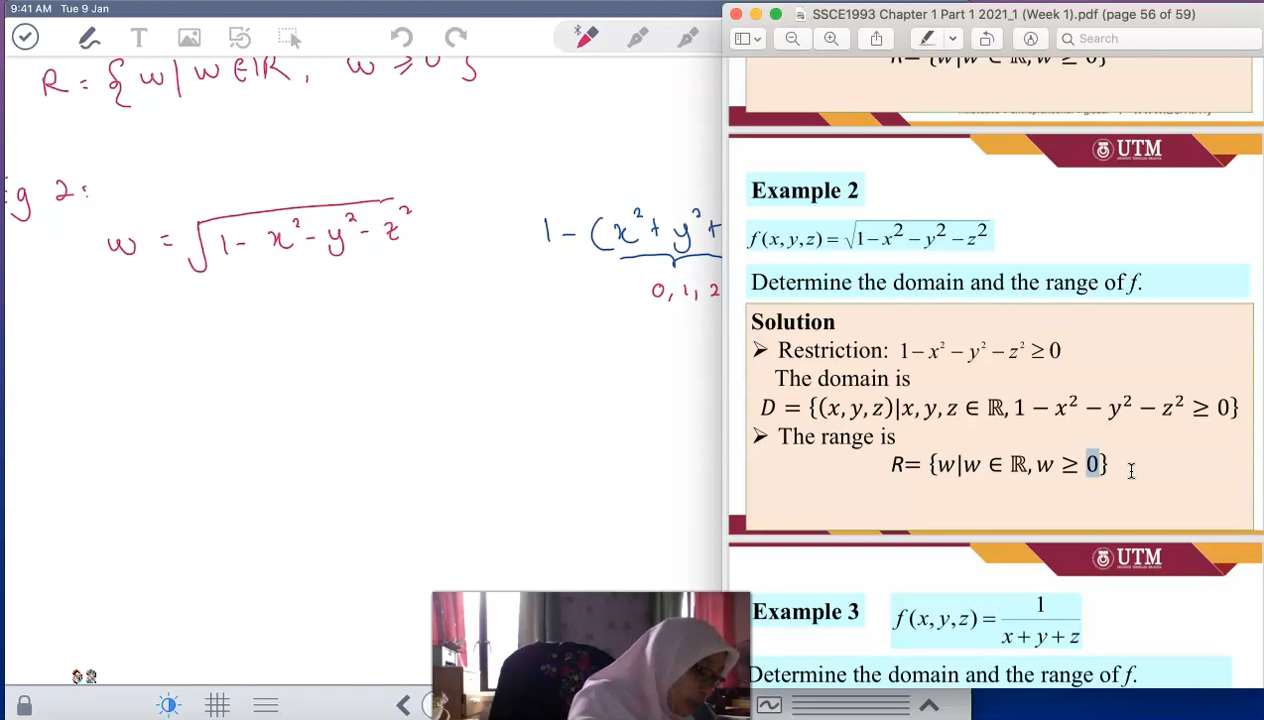 9:41 AM Tue 9 Jan
R = { w | w ∈ ℝ, w ≥ 0 }
Eg 2:
w = √1 - x² - y² - z²
1 - (x² + y² +
0, 1, 2
SSCE1993 Chapter 1 Part 1 2021_1 (Week 1).pdf (page 56 of 59)
Search
R= {w|w ∈ ℝ, w ≥ 0}
UTM
Example 2
f(x, y, z) = √1 − x² − y² − z²
Determine the domain and the range of f.
Solution
➢ Restriction: 1 − x² − y² − z² ≥ 0
The domain is
D = {(x, y, z)|x, y, z ∈ ℝ, 1 − x² − y² − z² ≥ 0}
➢ The range is
R= {w|w ∈ ℝ, w ≥ 0}
UTM
Example 3
f(x, y, z) = 1 / x + y + z
Determine the domain and the range of f.